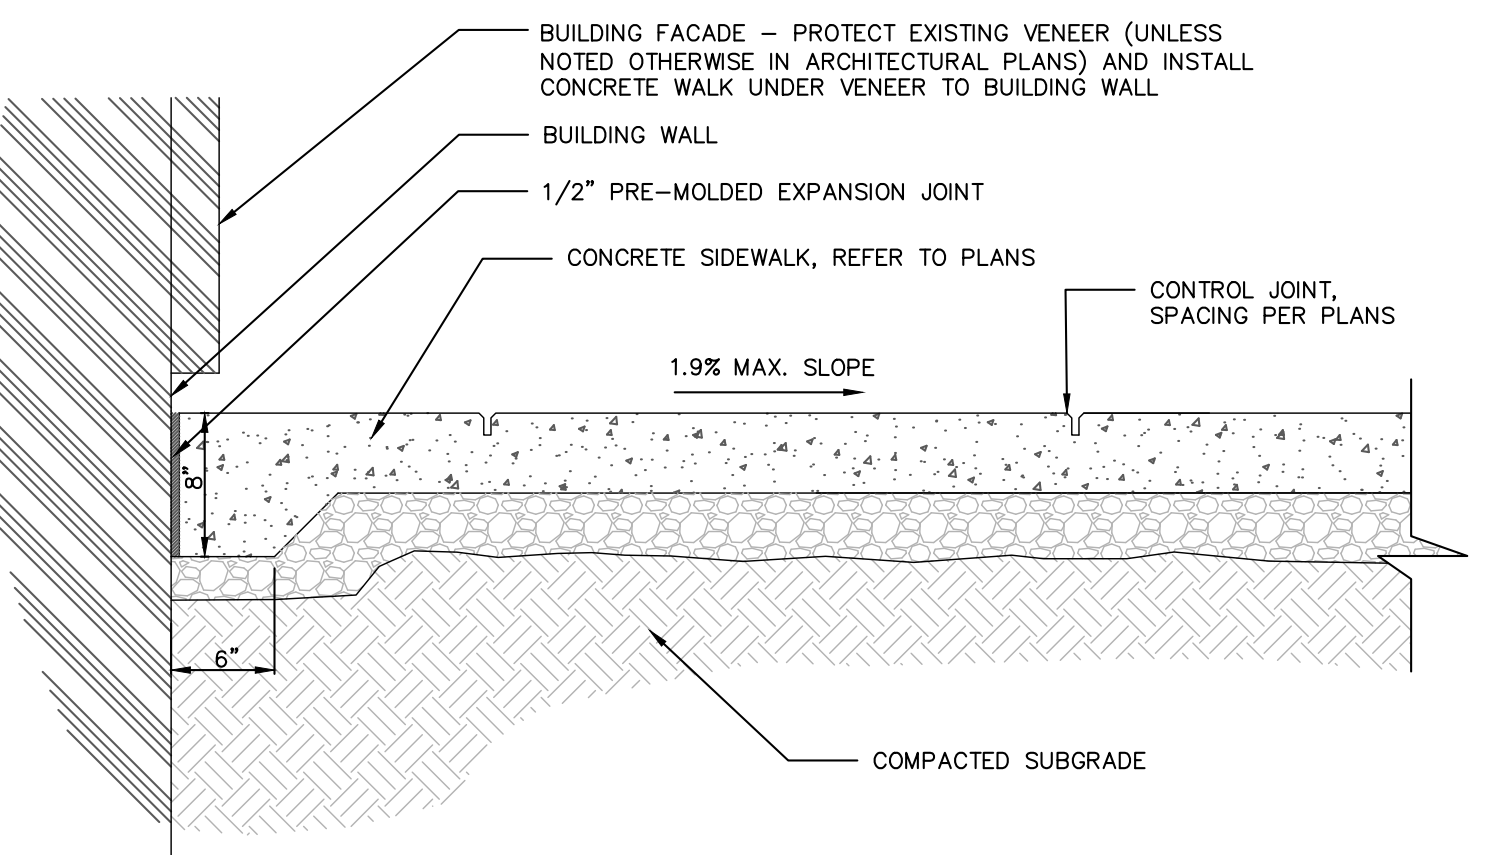 BUILDING FACADE – PROTECT EXISTING VENEER (UNLESS
NOTED OTHERWISE IN ARCHITECTURAL PLANS) AND INSTALL
CONCRETE WALK UNDER VENEER TO BUILDING WALL
BUILDING WALL
1/2" PRE–MOLDED EXPANSION JOINT
CONCRETE SIDEWALK, REFER TO PLANS
CONTROL JOINT,
SPACING PER PLANS
1.9% MAX. SLOPE
8"
6"
COMPACTED SUBGRADE